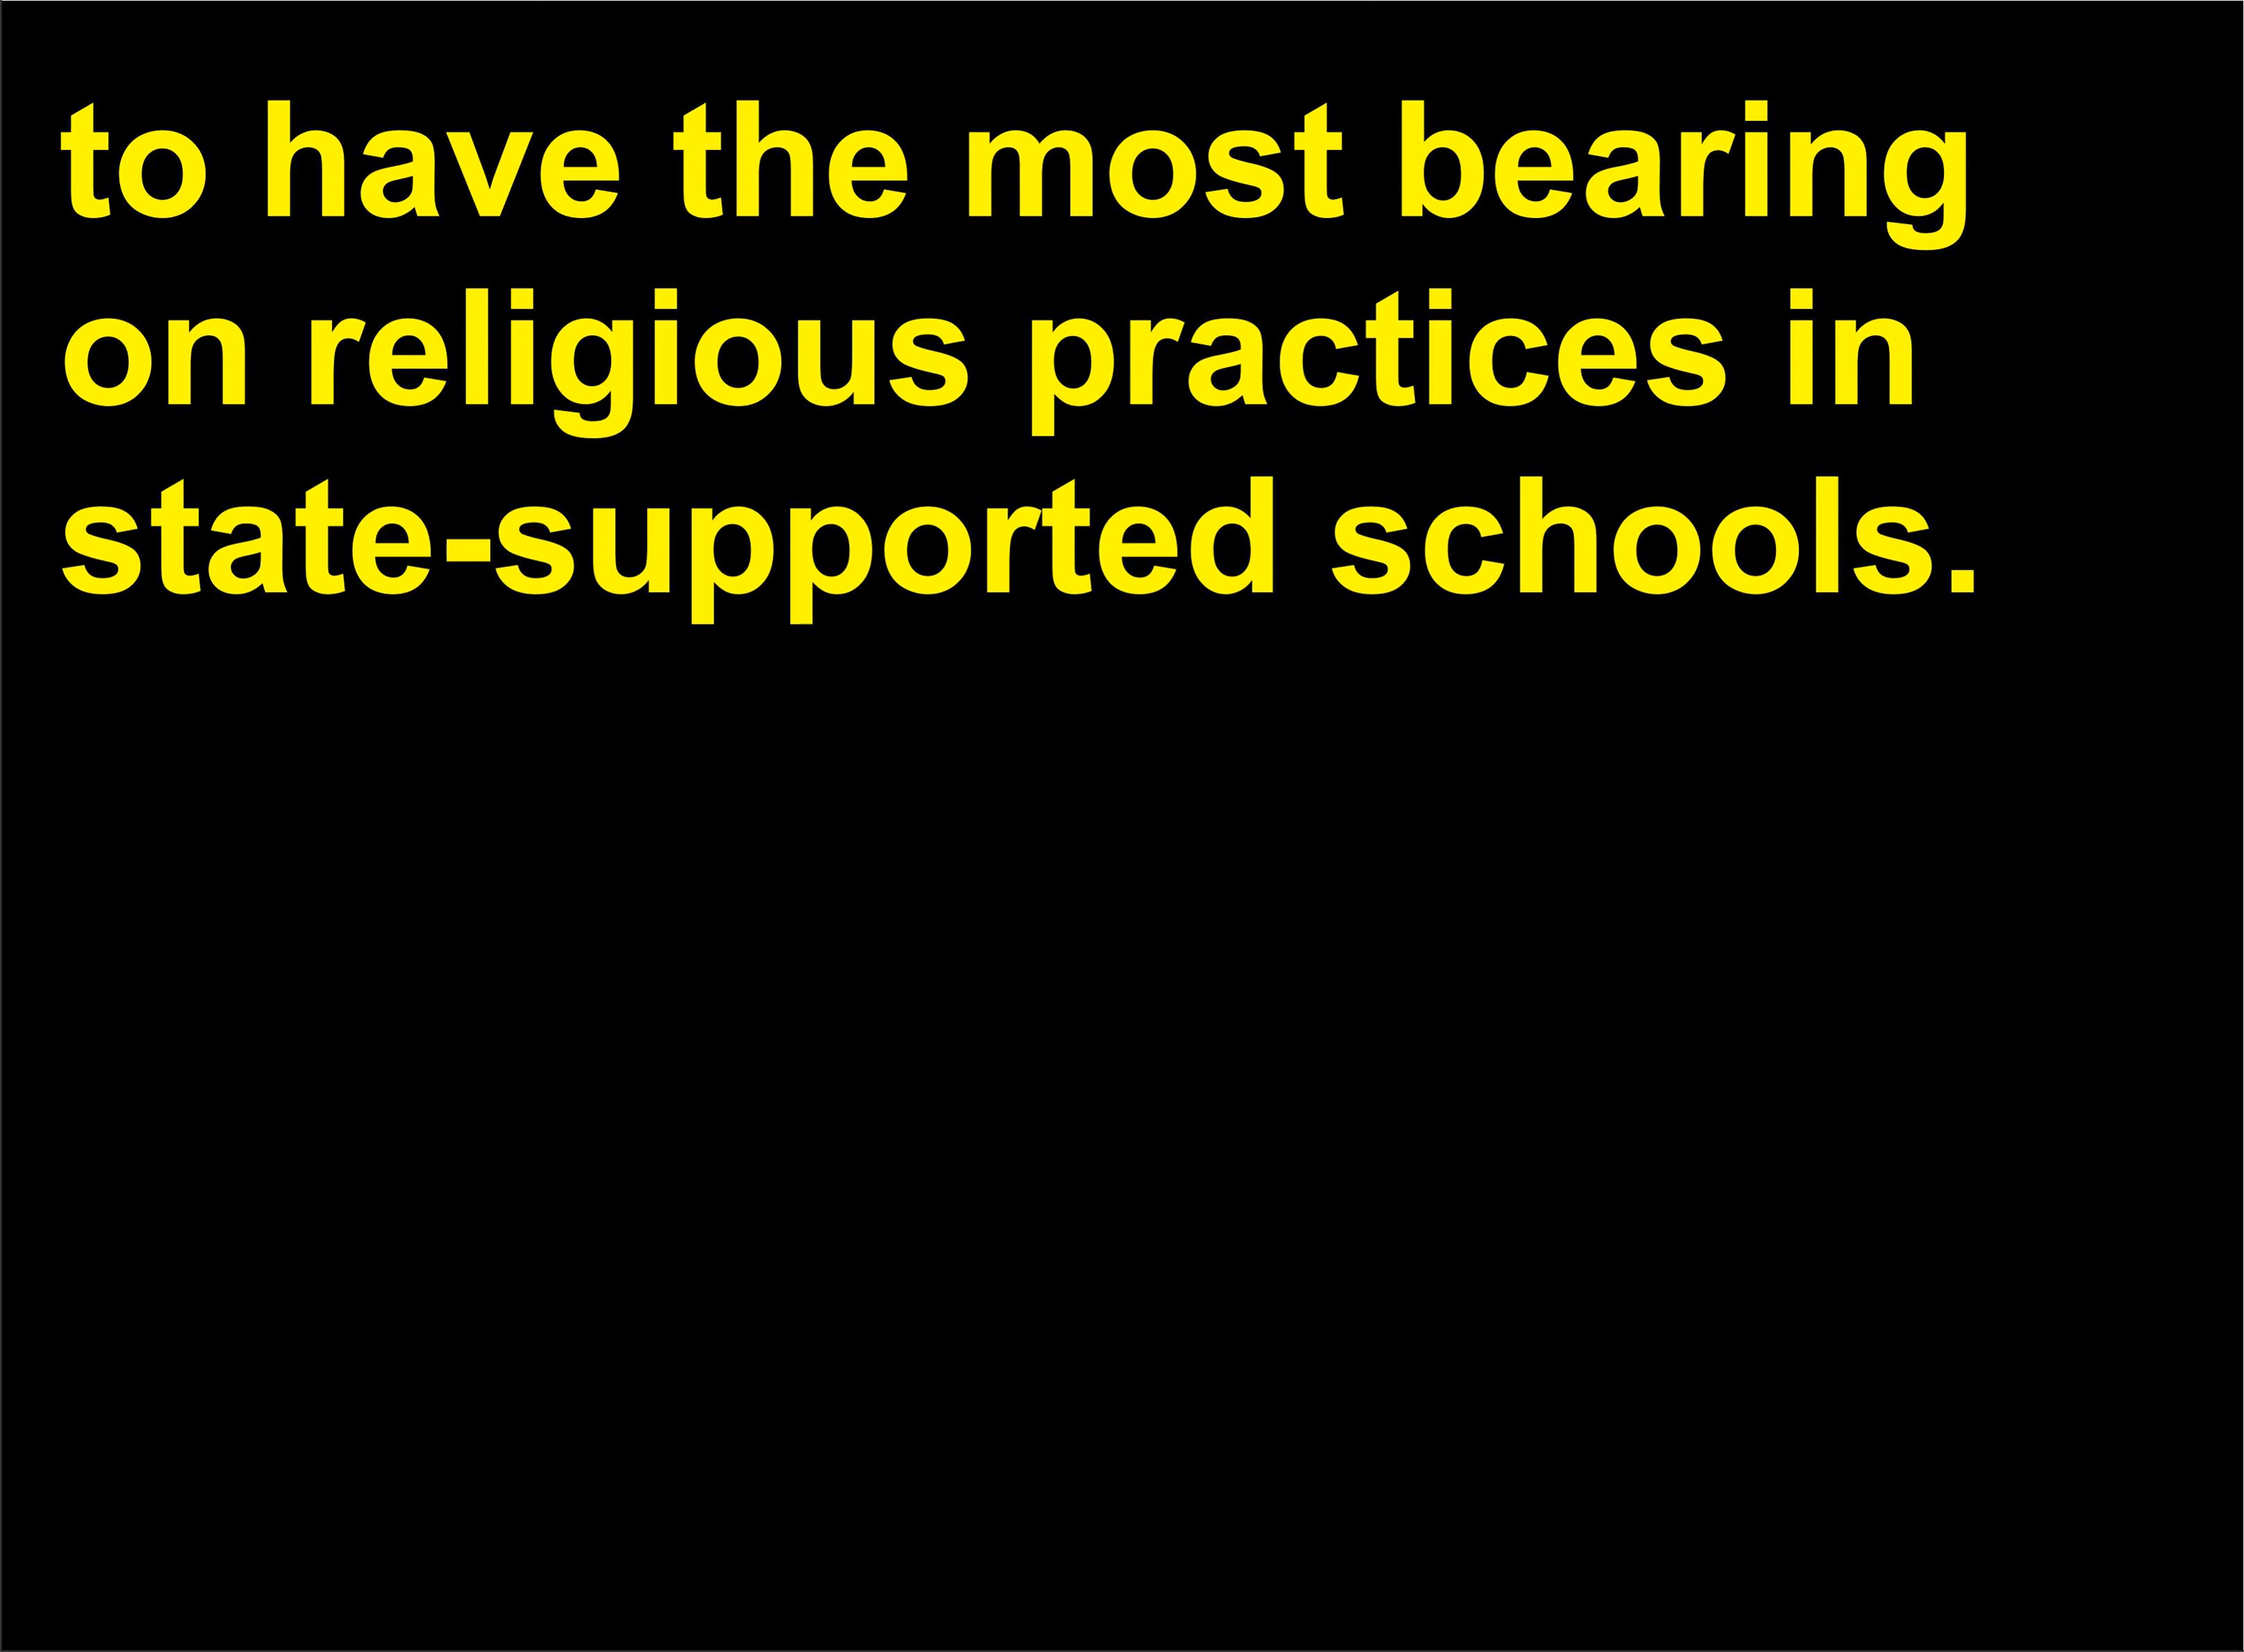 to have the most bearing
on religious practices in
state-supported schools.